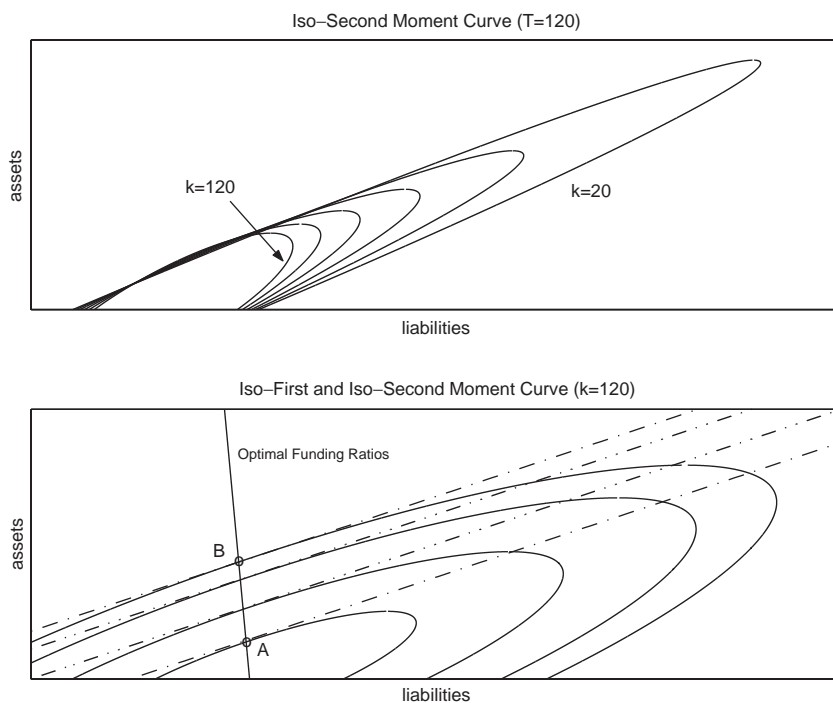 Iso–Second Moment Curve (T=120)
assets
k=120
k=20
liabilities
Iso–First and Iso–Second Moment Curve (k=120)
Optimal Funding Ratios
assets
B
A
liabilities